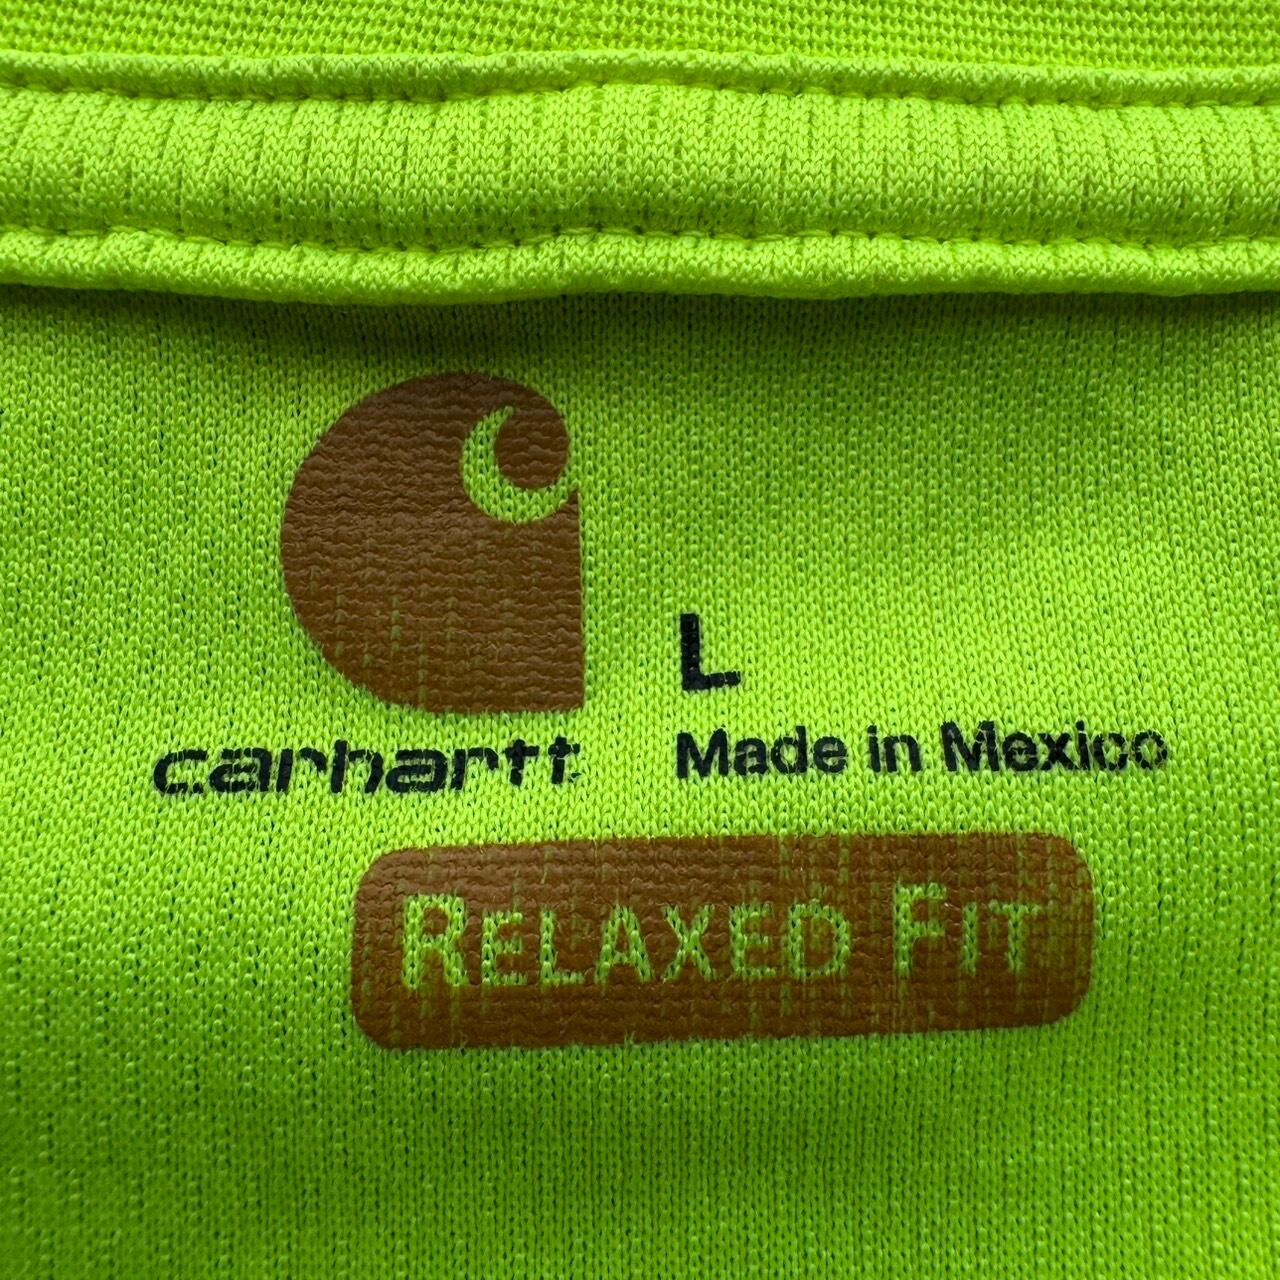 L
carhartt
Made in Mexico
RELAXED FIT